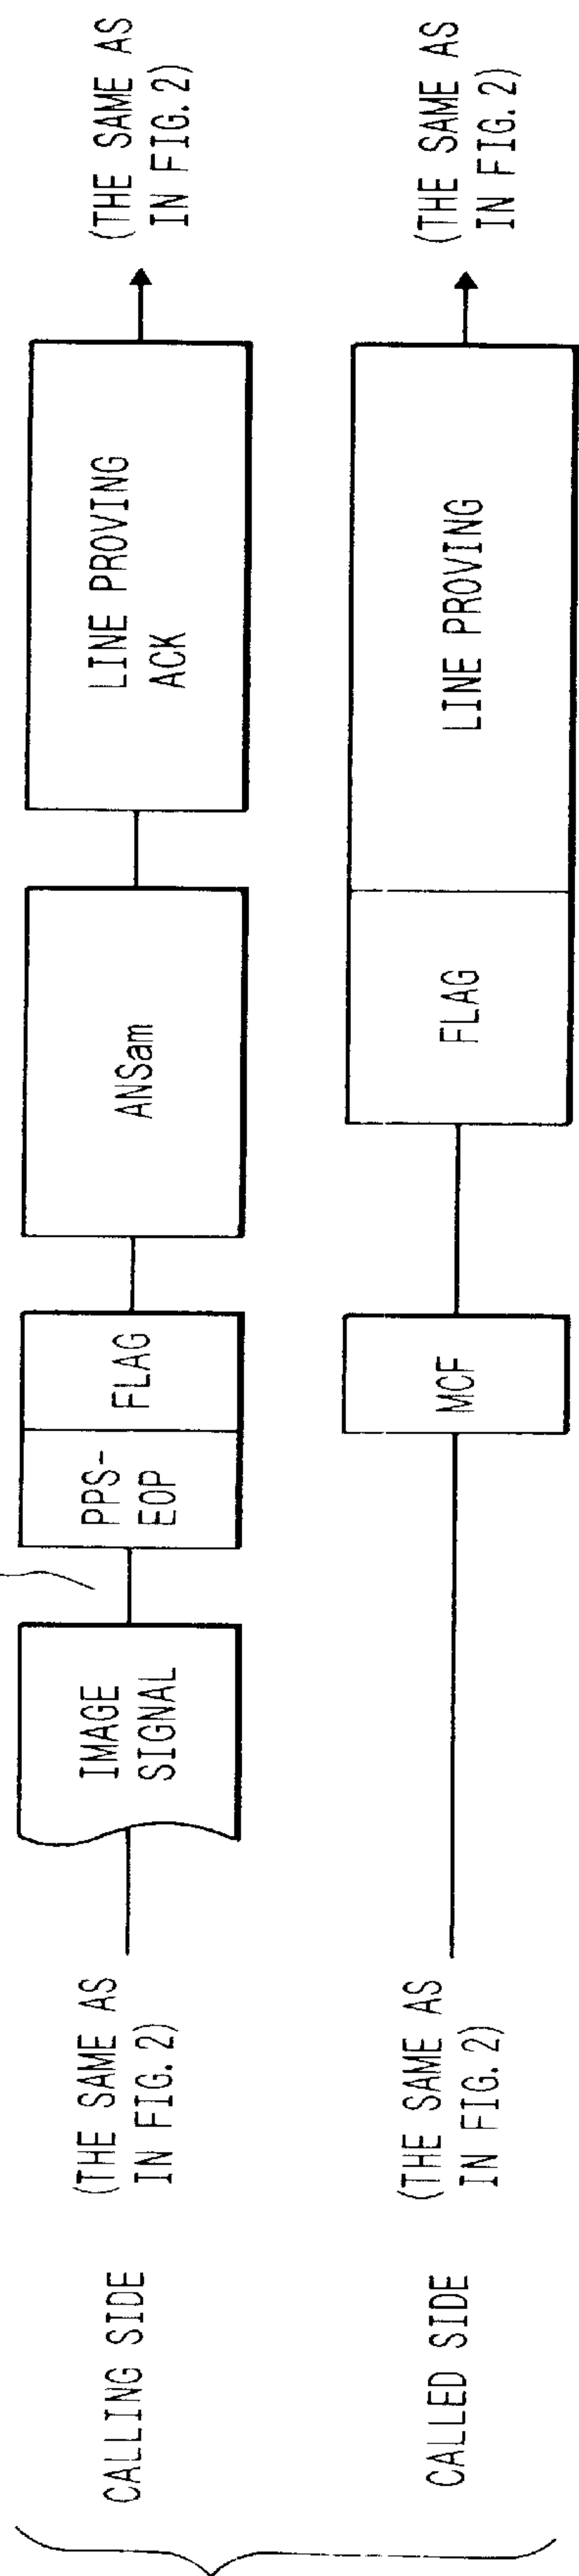 CALLING SIDE
(THE SAME AS
IN FIG. 2)
IMAGE
SIGNAL
PPS-
EOP
FLAG
ANSam
LINE PROVING
ACK
(THE SAME AS
IN FIG. 2)
CALLED SIDE
(THE SAME AS
IN FIG. 2)
MCF
FLAG
LINE PROVING
(THE SAME AS
IN FIG. 2)